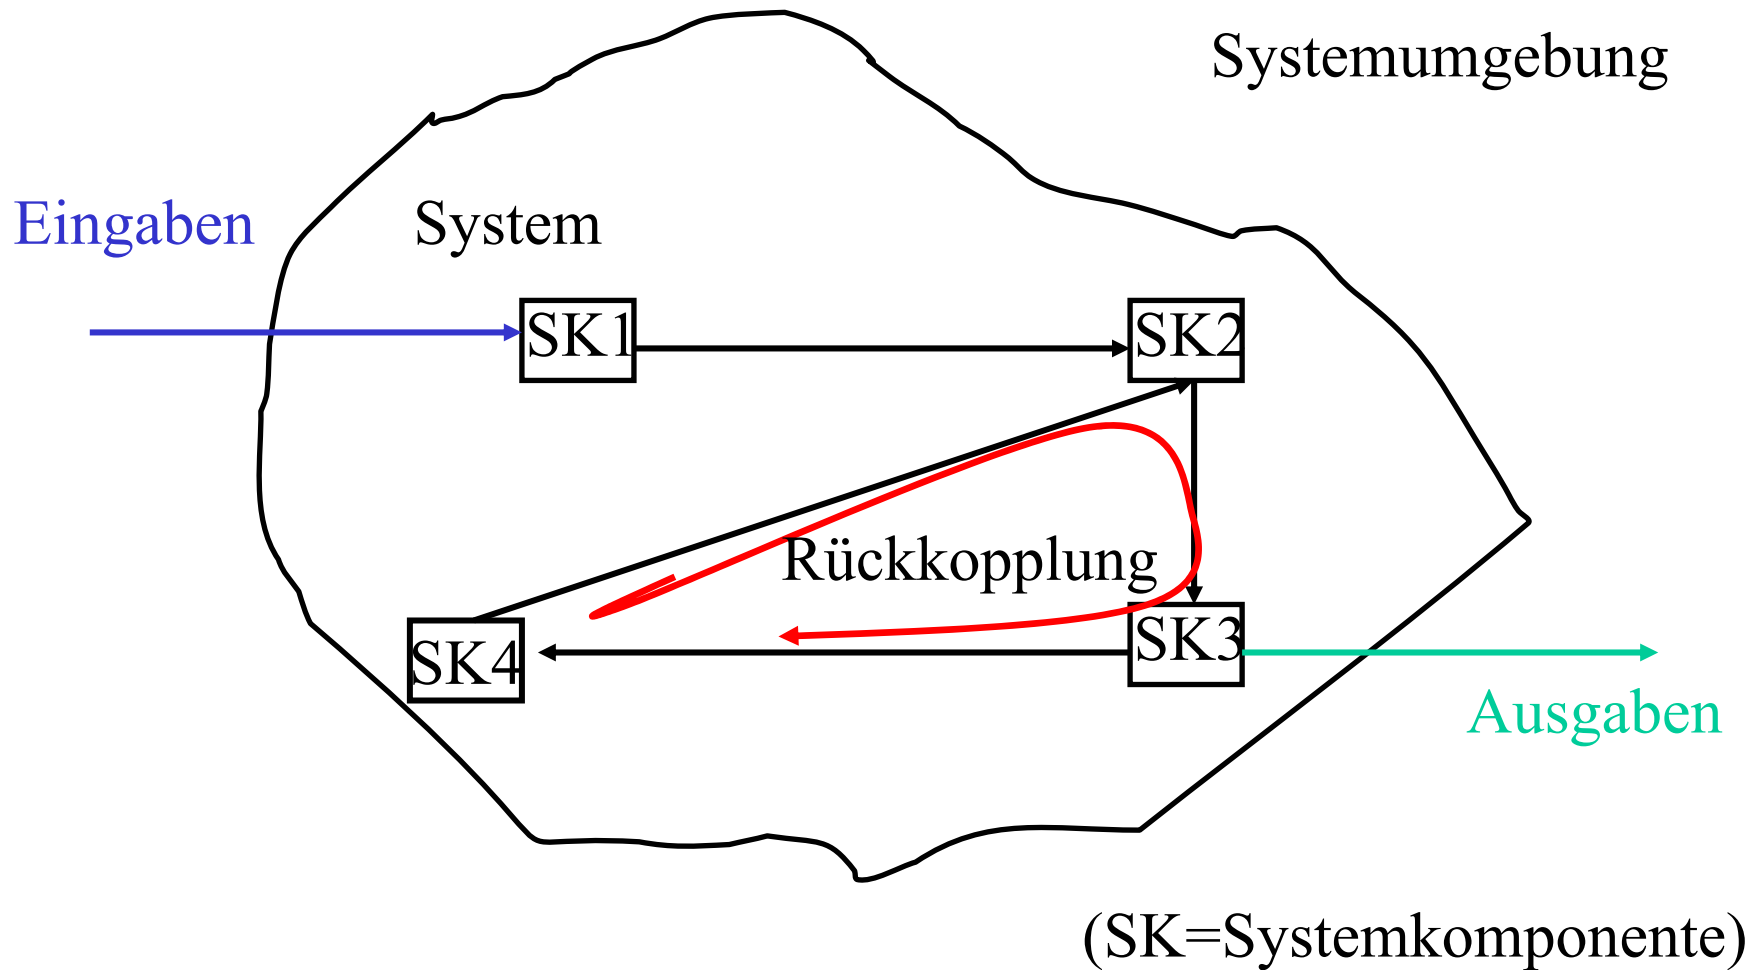 Systemumgebung
Eingaben
System
SK1
SK2
Rückkopplung
SK4
SK3
Ausgaben
(SK=Systemkomponente)